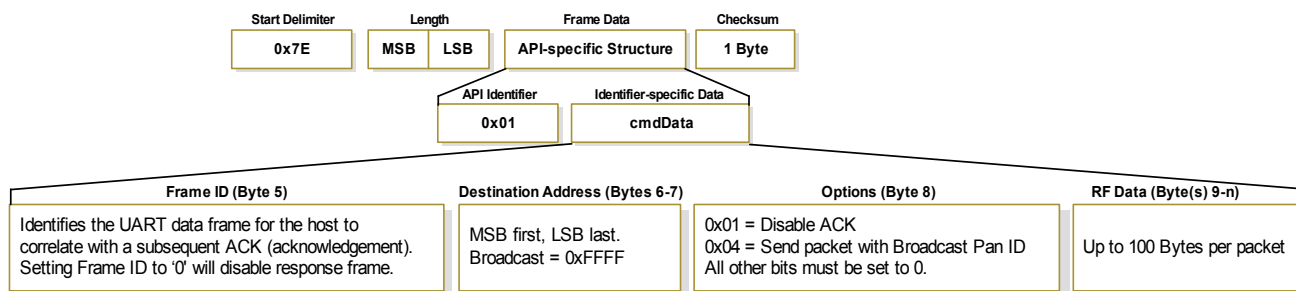 Start Delimiter
Length
Frame Data
Checksum
0x7E
MSB
LSB
API-specific Structure
1 Byte
API Identifier
Identifier-specific Data
0x01
cmdData
Frame ID (Byte 5)
Identifies the UART data frame for the host to
correlate with a subsequent ACK (acknowledgement).
Setting Frame ID to ‘0' will disable response frame.
Destination Address (Bytes 6-7)
MSB first, LSB last.
Broadcast = 0xFFFF
Options (Byte 8)
0x01 = Disable ACK
0x04 = Send packet with Broadcast Pan ID
All other bits must be set to 0.
RF Data (Byte(s) 9-n)
Up to 100 Bytes per packet